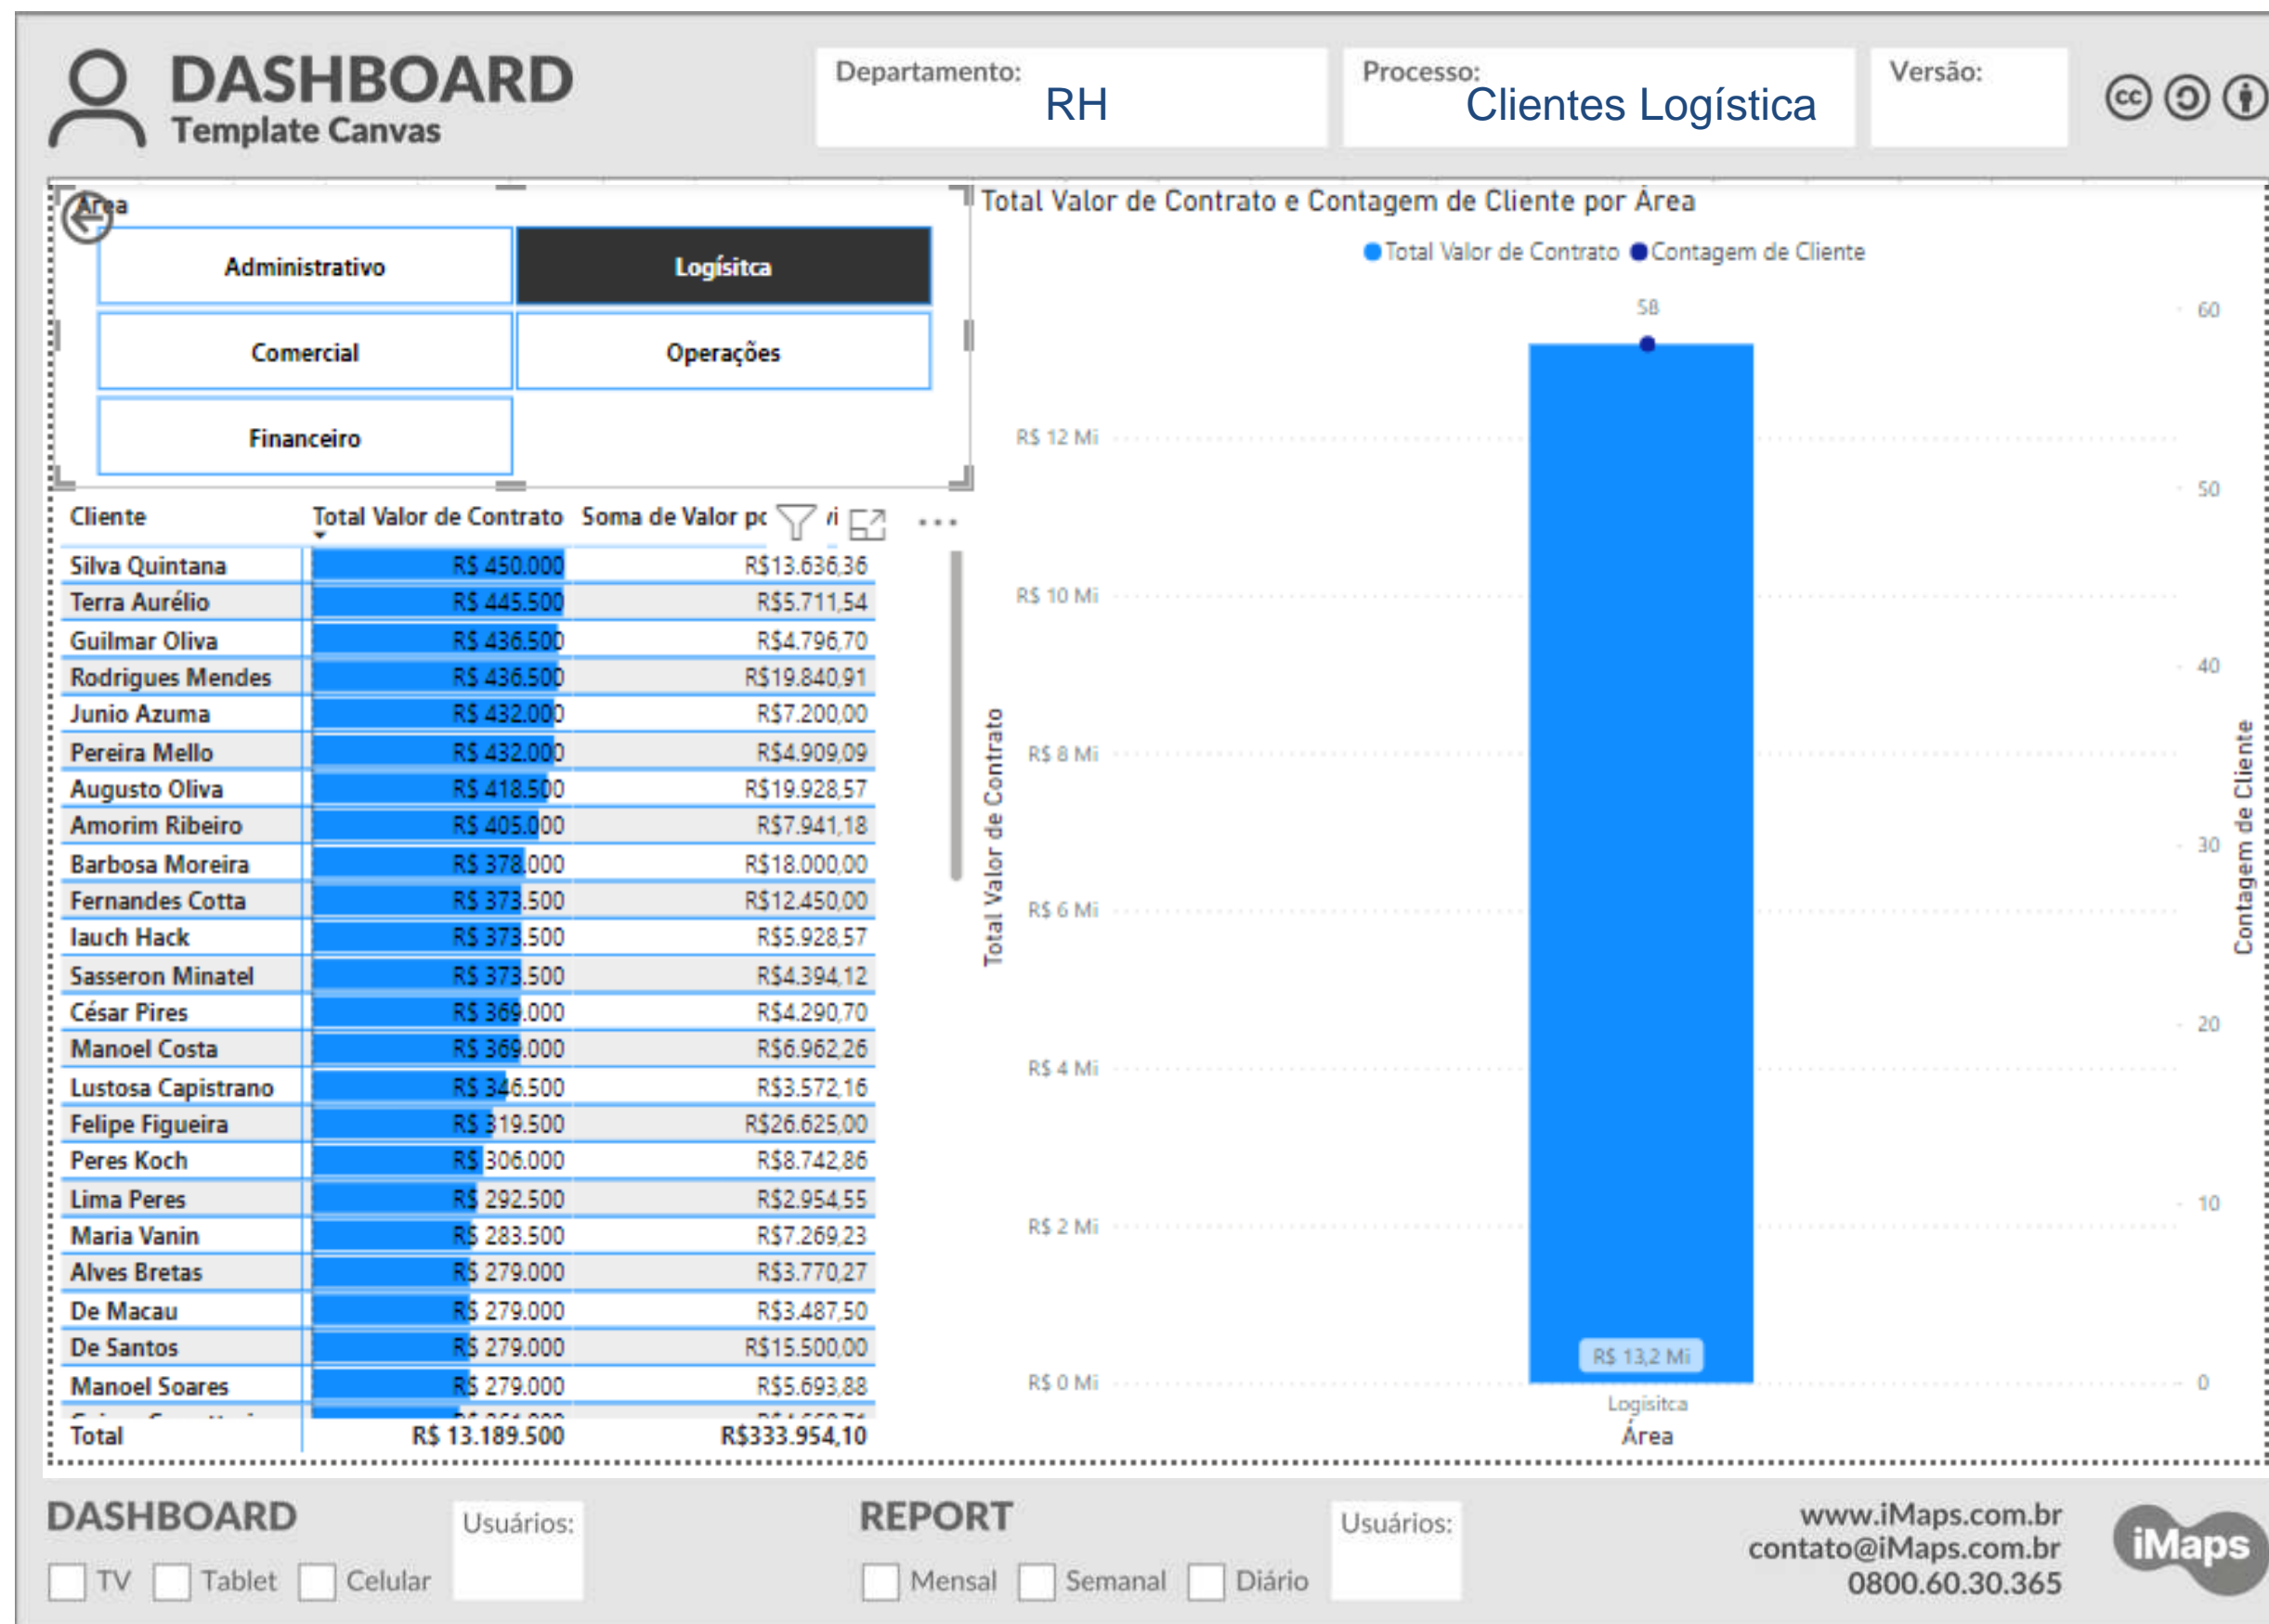 DASHBOARD
Template Canvas
Departamento:
RH
Processo:
Clientes Logística
Versão:
cc
Área
Administrativo
Logísitca
Comercial
Operações
Financeiro
Cliente Total Valor de Contrato Soma de Valor
Silva Quintana R$ 450.000 R$13.636,36
Terra Aurélio R$ 445.500 R$5.711,54
Guilmar Oliva R$ 436.500 R$4.796,70
Rodrigues Mendes R$ 436.500 R$19.840,91
Junio Azuma R$ 432.000 R$7.200,00
Pereira Mello R$ 432.000 R$4.909,09
Augusto Oliva R$ 418.500 R$19.928,57
Amorim Ribeiro R$ 405.000 R$7.941,18
Barbosa Moreira R$ 378.000 R$18.000,00
Fernandes Cotta R$ 373.500 R$12.450,00
Iauch Hack R$ 373.500 R$5.928,57
Sasseron Minatel R$ 373.500 R$4.394,12
César Pires R$ 369.000 R$4.290,70
Manoel Costa R$ 369.000 R$6.962,26
Lustosa Capistrano R$ 346.500 R$3.572,16
Felipe Figueira R$ 319.500 R$26.625,00
Peres Koch R$ 306.000 R$8.742,86
Lima Peres R$ 292.500 R$2.954,55
Maria Vanin R$ 283.500 R$7.269,23
Alves Bretas R$ 279.000 R$3.770,27
De Macau R$ 279.000 R$3.487,50
De Santos R$ 279.000 R$15.500,00
Manoel Soares R$ 279.000 R$5.693,88
Total R$ 13.189.500 R$333.954,10
Total Valor de Contrato e Contagem de Cliente por Área
Total Valor de Contrato Contagem de Cliente
58
60
R$ 12 Mi
50
R$ 10 Mi
40
R$ 8 Mi
30
R$ 6 Mi
20
R$ 4 Mi
10
R$ 2 Mi
R$ 13,2 Mi
R$ 0 Mi
0
Total Valor de Contrato
Contagem de Cliente
Logísitca
Área
DASHBOARD
Usuários:
TV Tablet Celular
REPORT
Usuários:
Mensal Semanal Diário
www.iMaps.com.br
contato@iMaps.com.br
0800.60.30.365
iMaps